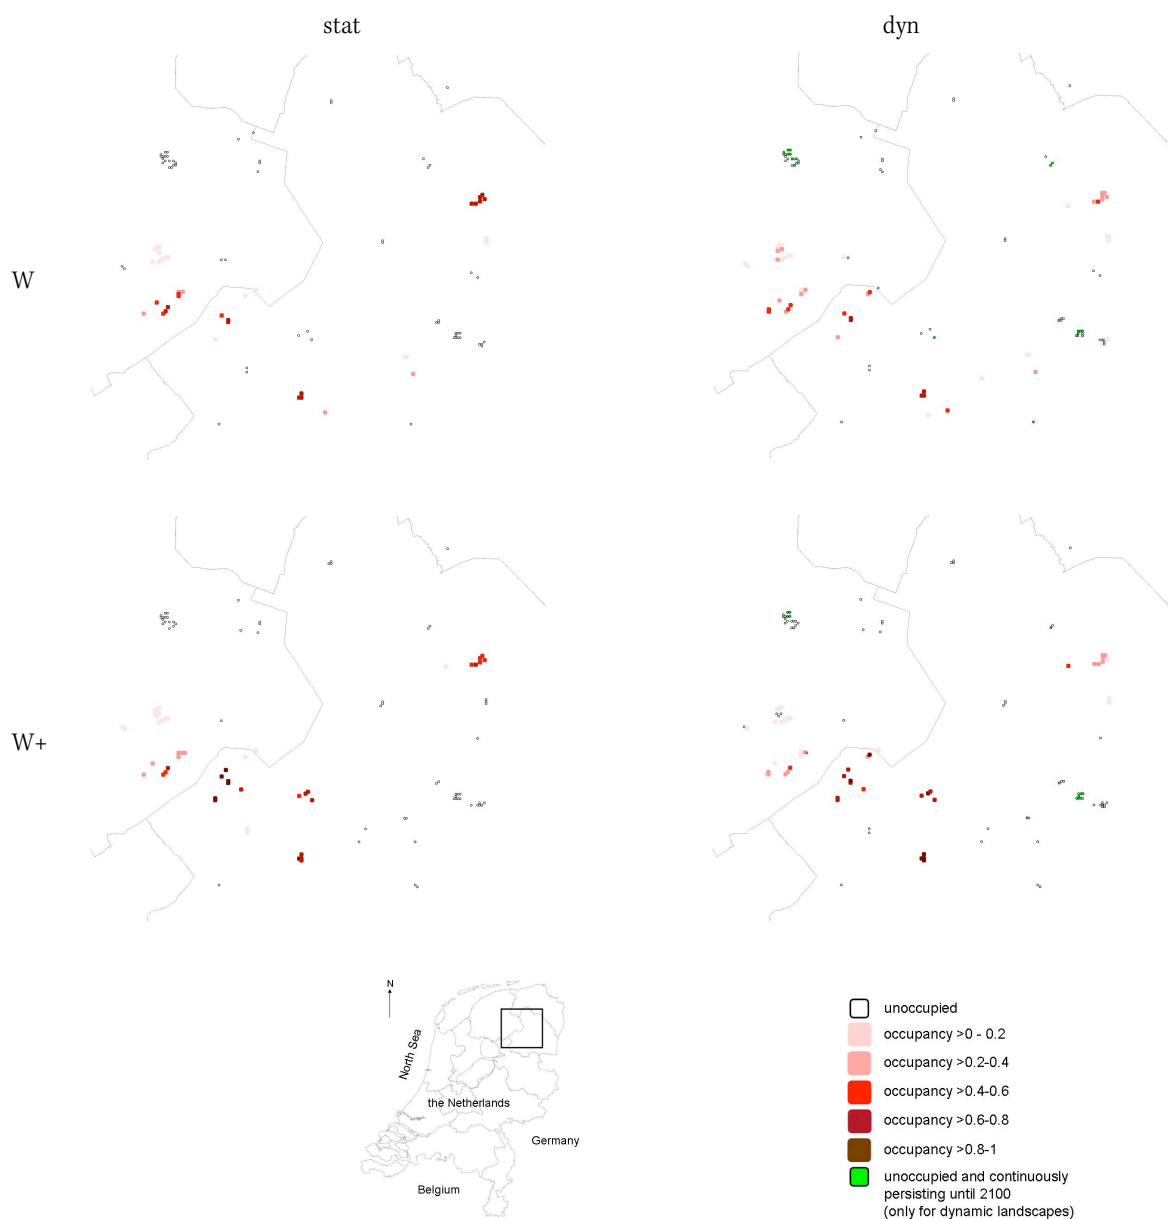 stat
dyn
W
W+
N
North Sea
the Netherlands
Germany
Belgium
unoccupied
occupancy >0 - 0.2
occupancy >0.2-0.4
occupancy >0.4-0.6
occupancy >0.6-0.8
occupancy >0.8-1
unoccupied and continuously
persisting until 2100
(only for dynamic landscapes)